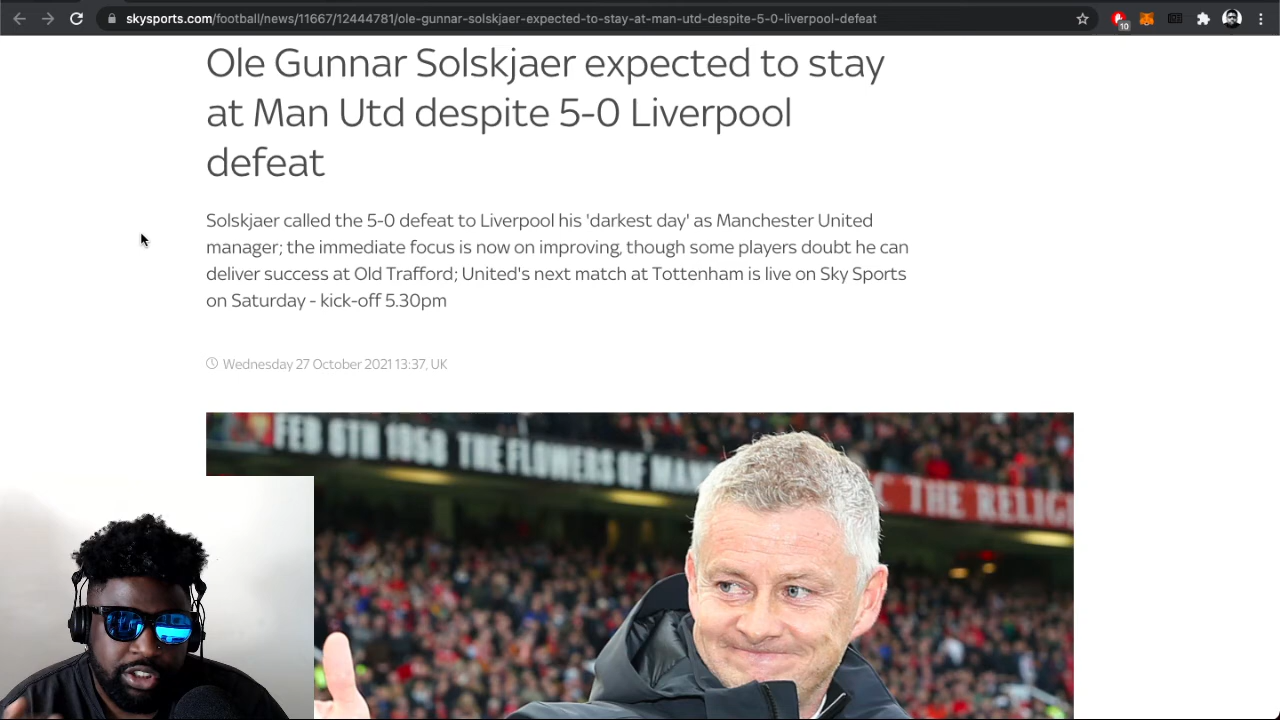 skysports.com/football/news/11667/12444781/ole-gunnar-solskjaer-expected-to-stay-at-man-utd-despite-5-0-liverpool-defeat
10
Ole Gunnar Solskjaer expected to stay
at Man Utd despite 5-0 Liverpool
defeat
Solskjaer called the 5-0 defeat to Liverpool his 'darkest day' as Manchester United
manager; the immediate focus is now on improving, though some players doubt he can
deliver success at Old Trafford; United's next match at Tottenham is live on Sky Sports
on Saturday - kick-off 5.30pm
Wednesday 27 October 2021 13:37, UK
FEB 6TH 1958 THE FLOWERS OF MAN
THE RELIG